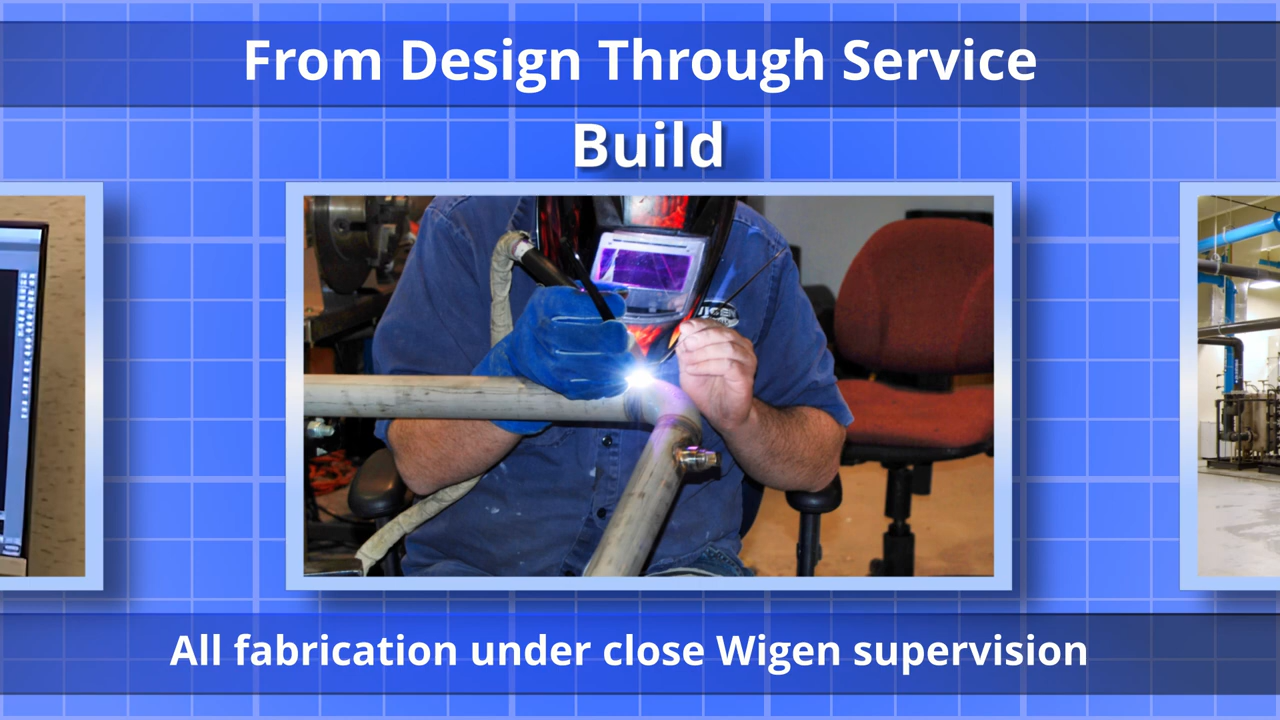 From Design Through Service
Build
All fabrication under close Wigen supervision